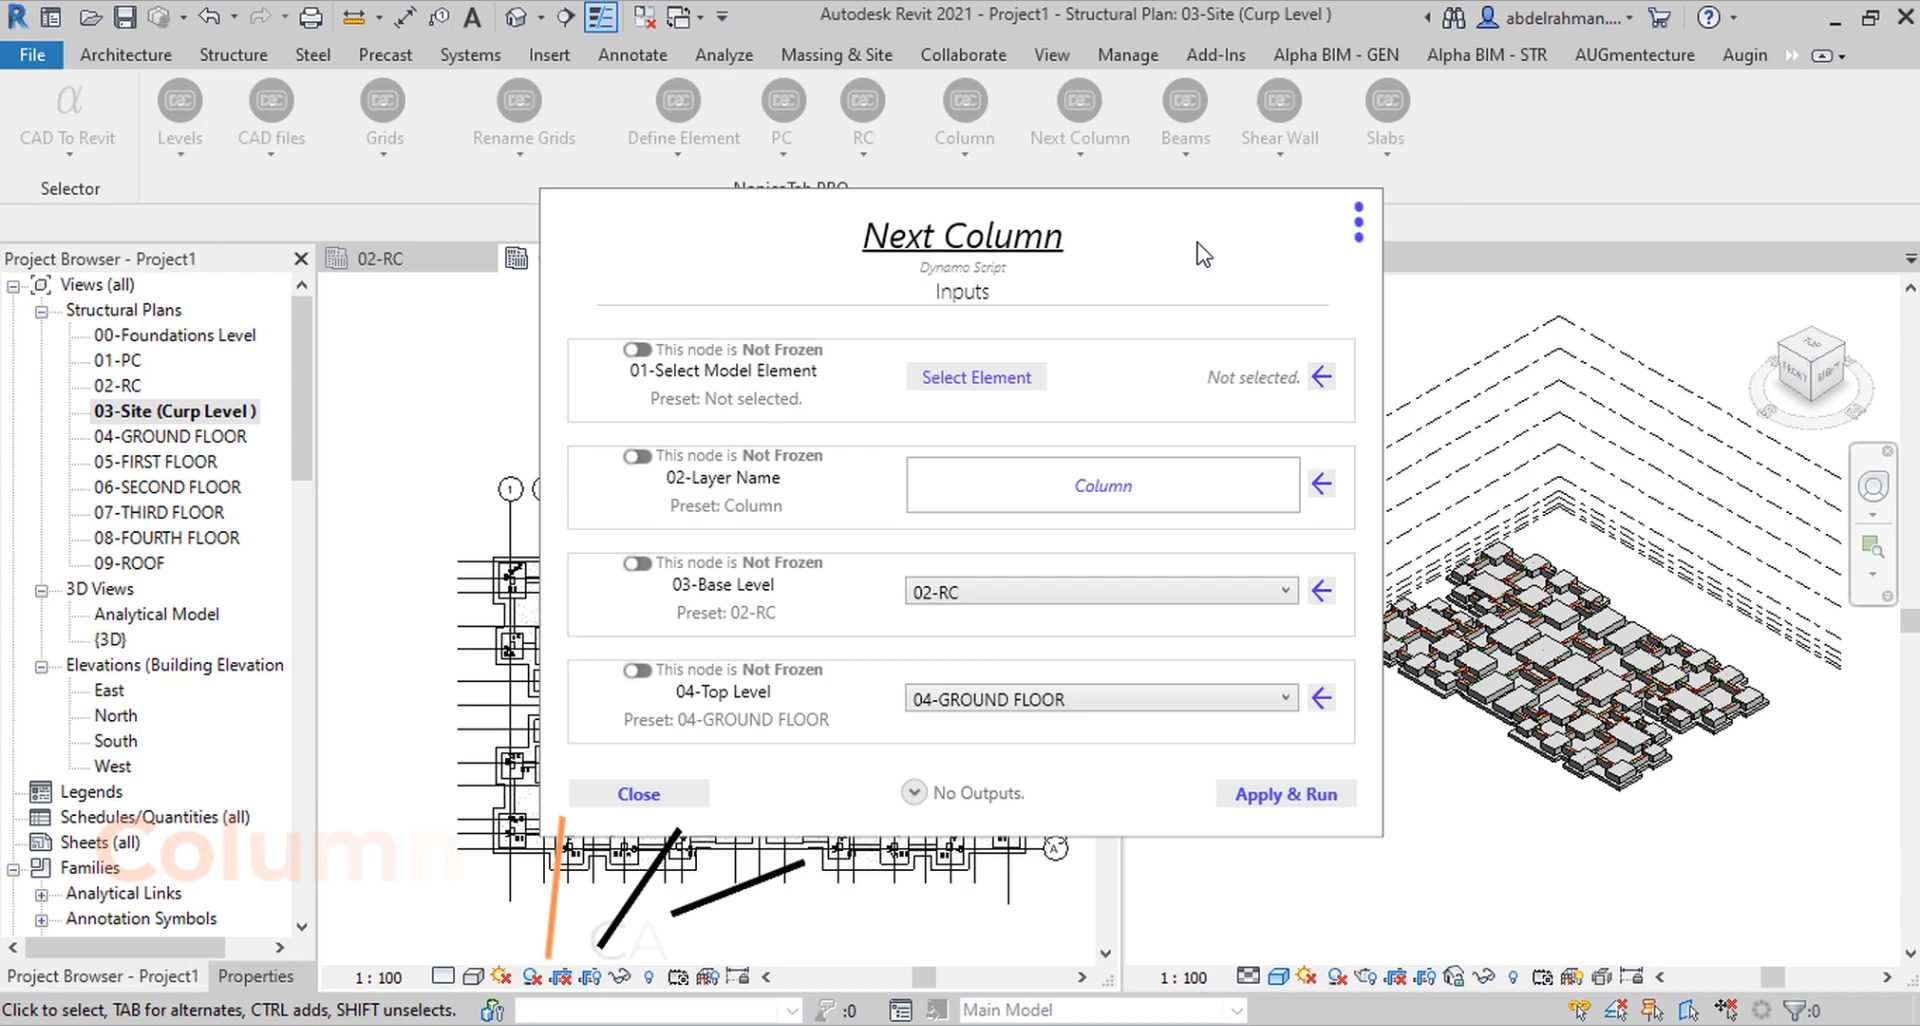 Autodesk Revit 2021 - Project1 - Structural Plan: 03-Site (Curp Level )
abdelrahman....
File
Architecture
Structure
Steel
Precast
Systems
Insert
Annotate
Analyze
Massing & Site
Collaborate
View
Manage
Add-Ins
Alpha BIM - GEN
Alpha BIM - STR
AUGmentecture
Augin
CAD To Revit
Levels
CAD files
Grids
Rename Grids
Define Element
PC
RC
Column
Next Column
Beams
Shear Wall
Slabs
Selector
Project Browser - Project1
02-RC
Views (all)
Structural Plans
00-Foundations Level
01-PC
02-RC
03-Site (Curp Level )
04-GROUND FLOOR
05-FIRST FLOOR
06-SECOND FLOOR
07-THIRD FLOOR
08-FOURTH FLOOR
09-ROOF
3D Views
Analytical Model
{3D}
Elevations (Building Elevation
East
North
South
West
Legends
Schedules/Quantities (all)
Sheets (all)
Families
Analytical Links
Annotation Symbols
Project Browser - Project1
Properties
Next Column
Dynamo Script
Inputs
This node is Not Frozen
01-Select Model Element
Preset: Not selected.
Select Element
Not selected.
This node is Not Frozen
02-Layer Name
Preset: Column
Column
This node is Not Frozen
03-Base Level
Preset: 02-RC
02-RC
This node is Not Frozen
04-Top Level
Preset: 04-GROUND FLOOR
04-GROUND FLOOR
Close
No Outputs.
Apply & Run
1
A
TOP
FRONT
RIGHT
Column
CA
1 : 100
1 : 100
Click to select, TAB for alternates, CTRL adds, SHIFT unselects.
:0
Main Model
:0